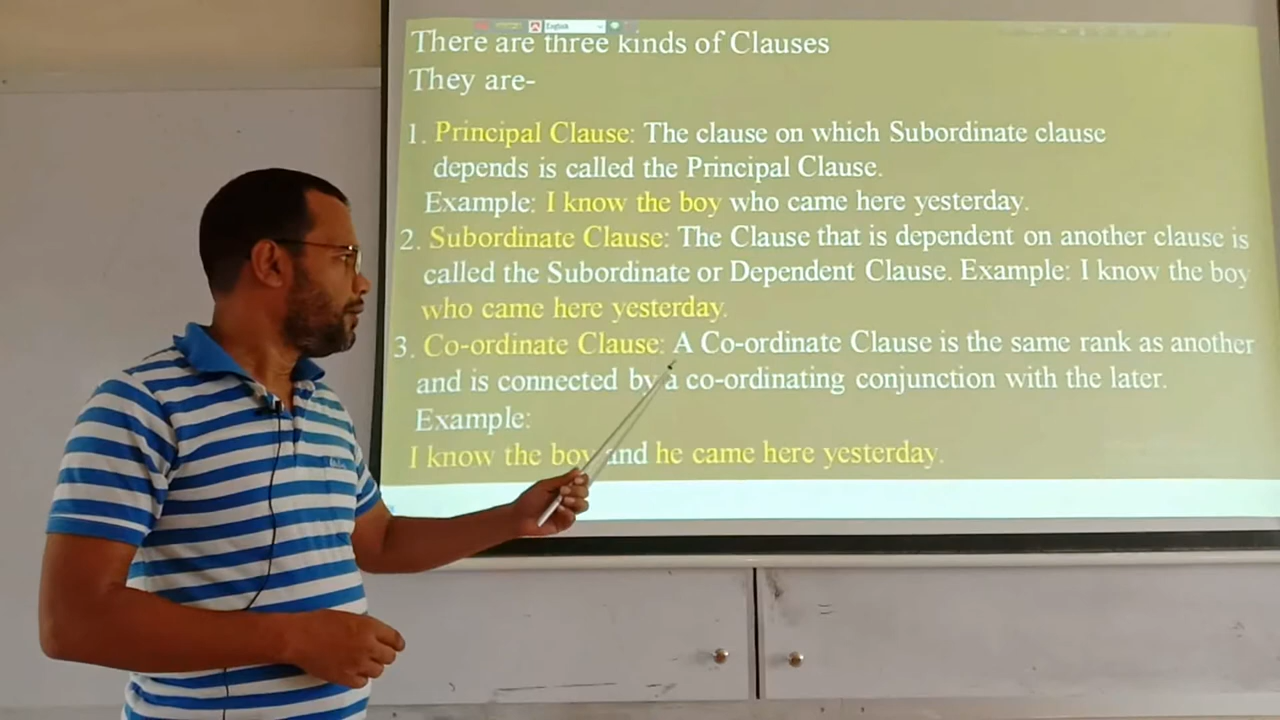 English
There are three kinds of Clauses
They are-
1. Principal Clause: The clause on which Subordinate clause
depends is called the Principal Clause.
Example: I know the boy who came here yesterday.
2. Subordinate Clause: The Clause that is dependent on another clause is
called the Subordinate or Dependent Clause. Example: I know the boy
who came here yesterday.
3. Co-ordinate Clause: A Co-ordinate Clause is the same rank as another
and is connected by a co-ordinating conjunction with the later.
Example:
I know the boy and he came here yesterday.